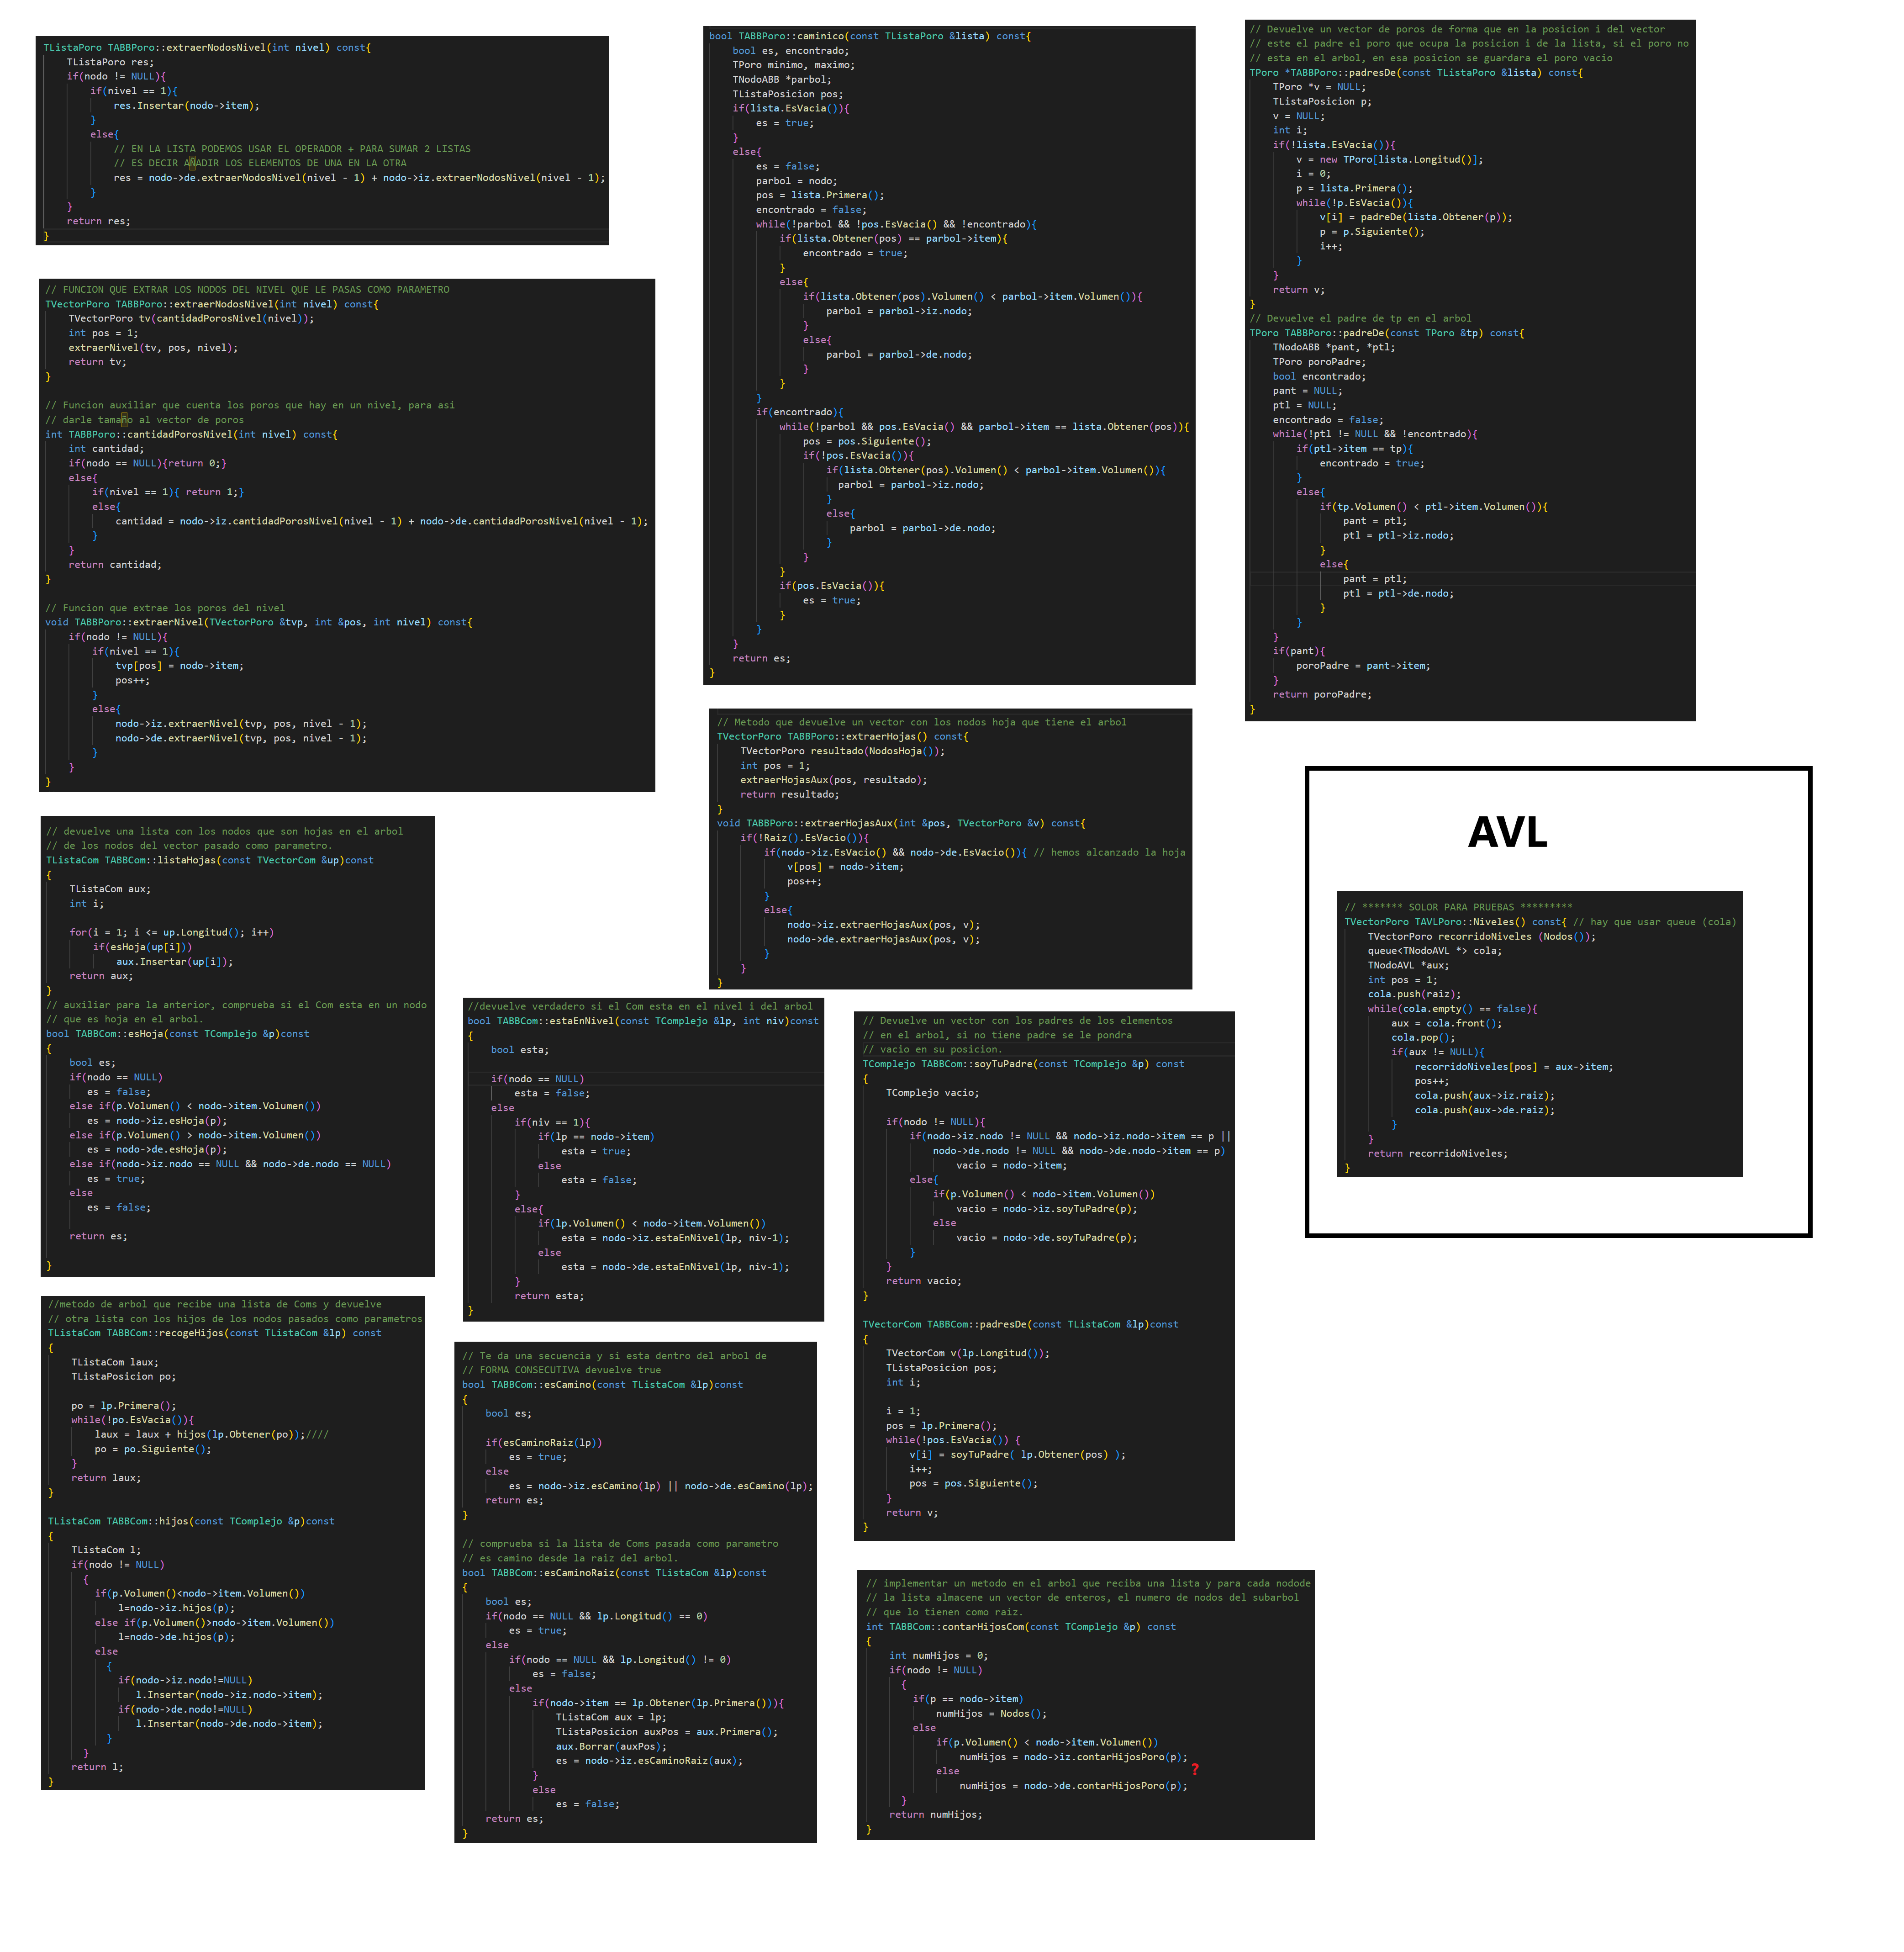 TListaPoro TABBPoro::extraerNodosNivel(int nivel) const{
    TListaPoro res;
    if(nodo != NULL){
        if(nivel == 1){
            res.Insertar(nodo->item);
        }
        else{
            // EN LA LISTA PODEMOS USAR EL OPERADOR + PARA SUMAR 2 LISTAS
            // ES DECIR AÑADIR LOS ELEMENTOS DE UNA EN LA OTRA
            res = nodo->de.extraerNodosNivel(nivel - 1) + nodo->iz.extraerNodosNivel(nivel - 1);
        }
    }
    return res;
}
// FUNCION QUE EXTRAR LOS NODOS DEL NIVEL QUE LE PASAS COMO PARAMETRO
TVectorPoro TABBPoro::extraerNodosNivel(int nivel) const{
    TVectorPoro tv(cantidadPorosNivel(nivel));
    int pos = 1;
    extraerNivel(tv, pos, nivel);
    return tv;
}
// Funcion auxiliar que cuenta los poros que hay en un nivel, para asi
// darle tamaño al vector de poros
int TABBPoro::cantidadPorosNivel(int nivel) const{
    int cantidad;
    if(nodo == NULL){return 0;}
    else{
        if(nivel == 1){ return 1;}
        else{
            cantidad = nodo->iz.cantidadPorosNivel(nivel - 1) + nodo->de.cantidadPorosNivel(nivel - 1);
        }
    }
    return cantidad;
}
// Funcion que extrae los poros del nivel
void TABBPoro::extraerNivel(TVectorPoro &tvp, int &pos, int nivel) const{
    if(nodo != NULL){
        if(nivel == 1){
            tvp[pos] = nodo->item;
            pos++;
        }
        else{
            nodo->iz.extraerNivel(tvp, pos, nivel - 1);
            nodo->de.extraerNivel(tvp, pos, nivel - 1);
        }
    }
}
// devuelve una lista con los nodos que son hojas en el arbol
// de los nodos del vector pasado como parametro.
TListaCom TABBCom::listaHojas(const TVectorCom &up)const
{
    TListaCom aux;
    int i;
    for(i = 1; i <= up.Longitud(); i++)
        if(esHoja(up[i]))
            aux.Insertar(up[i]);
    return aux;
}
// auxiliar para la anterior, comprueba si el Com esta en un nodo
// que es hoja en el arbol.
bool TABBCom::esHoja(const TComplejo &p)const
{
    bool es;
    if(nodo == NULL)
       es = false;
    else if(p.Volumen() < nodo->item.Volumen())
       es = nodo->iz.esHoja(p);
    else if(p.Volumen() > nodo->item.Volumen())
       es = nodo->de.esHoja(p);
    else if(nodo->iz.nodo == NULL && nodo->de.nodo == NULL)
       es = true;
    else
       es = false;
    return es;
}
//metodo de arbol que recibe una lista de Coms y devuelve
// otra lista con los hijos de los nodos pasados como parametros
TListaCom TABBCom::recogeHijos(const TListaCom &lp) const
{
    TListaCom laux;
    TListaPosicion po;
    po = lp.Primera();
    while(!po.EsVacia()){
        laux = laux + hijos(lp.Obtener(po));////
        po = po.Siguiente();
    }
    return laux;
}
TListaCom TABBCom::hijos(const TComplejo &p)const
{
    TListaCom l;
    if(nodo != NULL)
      {
        if(p.Volumen()<nodo->item.Volumen())
            l=nodo->iz.hijos(p);
        else if(p.Volumen()>nodo->item.Volumen())
            l=nodo->de.hijos(p);
        else
          {
            if(nodo->iz.nodo!=NULL)
               l.Insertar(nodo->iz.nodo->item);
            if(nodo->de.nodo!=NULL)
               l.Insertar(nodo->de.nodo->item);
          }
      }
    return l;
}
bool TABBPoro::caminico(const TListaPoro &lista) const{
    bool es, encontrado;
    TPoro minimo, maximo;
    TNodoABB *parbol;
    TListaPosicion pos;
    if(lista.EsVacia()){
        es = true;
    }
    else{
        es = false;
        parbol = nodo;
        pos = lista.Primera();
        encontrado = false;
        while(!parbol && !pos.EsVacia() && !encontrado){
            if(lista.Obtener(pos) == parbol->item){
                encontrado = true;
            }
            else{
                if(lista.Obtener(pos).Volumen() < parbol->item.Volumen()){
                    parbol = parbol->iz.nodo;
                }
                else{
                    parbol = parbol->de.nodo;
                }
            }
        }
        if(encontrado){
            while(!parbol && pos.EsVacia() && parbol->item == lista.Obtener(pos)){
                pos = pos.Siguiente();
                if(!pos.EsVacia()){
                    if(lista.Obtener(pos).Volumen() < parbol->item.Volumen()){
                      parbol = parbol->iz.nodo;
                    }
                    else{
                        parbol = parbol->de.nodo;
                    }
                }
            }
            if(pos.EsVacia()){
                es = true;
            }
        }
    }
    return es;
}
// Metodo que devuelve un vector con los nodos hoja que tiene el arbol
TVectorPoro TABBPoro::extraerHojas() const{
    TVectorPoro resultado(NodosHoja());
    int pos = 1;
    extraerHojasAux(pos, resultado);
    return resultado;
}
void TABBPoro::extraerHojasAux(int &pos, TVectorPoro &v) const{
    if(!Raiz().EsVacio()){
        if(nodo->iz.EsVacio() && nodo->de.EsVacio()){ // hemos alcanzado la hoja
            v[pos] = nodo->item;
            pos++;
        }
        else{
            nodo->iz.extraerHojasAux(pos, v);
            nodo->de.extraerHojasAux(pos, v);
        }
    }
}
//devuelve verdadero si el Com esta en el nivel i del arbol
bool TABBCom::estaEnNivel(const TComplejo &lp, int niv)const
{
    bool esta;
    if(nodo == NULL)
        esta = false;
    else
        if(niv == 1){
            if(lp == nodo->item)
                esta = true;
            else
                esta = false;
        }
        else{
            if(lp.Volumen() < nodo->item.Volumen())
                esta = nodo->iz.estaEnNivel(lp, niv-1);
            else
                esta = nodo->de.estaEnNivel(lp, niv-1);
        }
        return esta;
}
// Te da una secuencia y si esta dentro del arbol de
// FORMA CONSECUTIVA devuelve true
bool TABBCom::esCamino(const TListaCom &lp)const
{
    bool es;
    if(esCaminoRaiz(lp))
        es = true;
    else
        es = nodo->iz.esCamino(lp) || nodo->de.esCamino(lp);
    return es;
}
// comprueba si la lista de Coms pasada como parametro
// es camino desde la raiz del arbol.
bool TABBCom::esCaminoRaiz(const TListaCom &lp)const
{
    bool es;
    if(nodo == NULL && lp.Longitud() == 0)
        es = true;
    else
        if(nodo == NULL && lp.Longitud() != 0)
            es = false;
        else
            if(nodo->item == lp.Obtener(lp.Primera())){
                TListaCom aux = lp;
                TListaPosicion auxPos = aux.Primera();
                aux.Borrar(auxPos);
                es = nodo->iz.esCaminoRaiz(aux);
            }
            else
                es = false;
    return es;
}
// Devuelve un vector con los padres de los elementos
// en el arbol, si no tiene padre se le pondra
// vacio en su posicion.
TComplejo TABBCom::soyTuPadre(const TComplejo &p) const
{
    TComplejo vacio;
    if(nodo != NULL){
        if(nodo->iz.nodo != NULL && nodo->iz.nodo->item == p ||
            nodo->de.nodo != NULL && nodo->de.nodo->item == p)
                vacio = nodo->item;
        else{
            if(p.Volumen() < nodo->item.Volumen())
                vacio = nodo->iz.soyTuPadre(p);
            else
                vacio = nodo->de.soyTuPadre(p);
        }
    }
    return vacio;
}
TVectorCom TABBCom::padresDe(const TListaCom &lp)const
{
    TVectorCom v(lp.Longitud());
    TListaPosicion pos;
    int i;
    i = 1;
    pos = lp.Primera();
    while(!pos.EsVacia()) {
        v[i] = soyTuPadre( lp.Obtener(pos) );
        i++;
        pos = pos.Siguiente();
    }
    return v;
}
// implementar un metodo en el arbol que reciba una lista y para cada nodode
// la lista almacene un vector de enteros, el numero de nodos del subarbol
// que lo tienen como raiz.
int TABBCom::contarHijosCom(const TComplejo &p) const
{
    int numHijos = 0;
    if(nodo != NULL)
      {
        if(p == nodo->item)
            numHijos = Nodos();
        else
            if(p.Volumen() < nodo->item.Volumen())
                numHijos = nodo->iz.contarHijosPoro(p);
            else ?
                numHijos = nodo->de.contarHijosPoro(p);
      }
    return numHijos;
}
// Devuelve un vector de poros de forma que en la posicion i del vector
// este el padre el poro que ocupa la posicion i de la lista, si el poro no
// esta en el arbol, en esa posicion se guardara el poro vacio
TPoro *TABBPoro::padresDe(const TListaPoro &lista) const{
    TPoro *v = NULL;
    TListaPosicion p;
    v = NULL;
    int i;
    if(!lista.EsVacia()){
        v = new TPoro[lista.Longitud()];
        i = 0;
        p = lista.Primera();
        while(!p.EsVacia()){
            v[i] = padreDe(lista.Obtener(p));
            p = p.Siguiente();
            i++;
        }
    }
    return v;
}
// Devuelve el padre de tp en el arbol
TPoro TABBPoro::padreDe(const TPoro &tp) const{
    TNodoABB *pant, *ptl;
    TPoro poroPadre;
    bool encontrado;
    pant = NULL;
    ptl = NULL;
    encontrado = false;
    while(!ptl != NULL && !encontrado){
        if(ptl->item == tp){
            encontrado = true;
        }
        else{
            if(tp.Volumen() < ptl->item.Volumen()){
                pant = ptl;
                ptl = ptl->iz.nodo;
            }
            else{
                pant = ptl;
                ptl = ptl->de.nodo;
            }
        }
    }
    if(pant){
        poroPadre = pant->item;
    }
    return poroPadre;
}
AVL
// ******* SOLOR PARA PRUEBAS *********
TVectorPoro TAVLPoro::Niveles() const{ // hay que usar queue (cola)
    TVectorPoro recorridoNiveles (Nodos());
    queue<TNodoAVL *> cola;
    TNodoAVL *aux;
    int pos = 1;
    cola.push(raiz);
    while(cola.empty() == false){
        aux = cola.front();
        cola.pop();
        if(aux != NULL){
            recorridoNiveles[pos] = aux->item;
            pos++;
            cola.push(aux->iz.raiz);
            cola.push(aux->de.raiz);
        }
    }
    return recorridoNiveles;
}